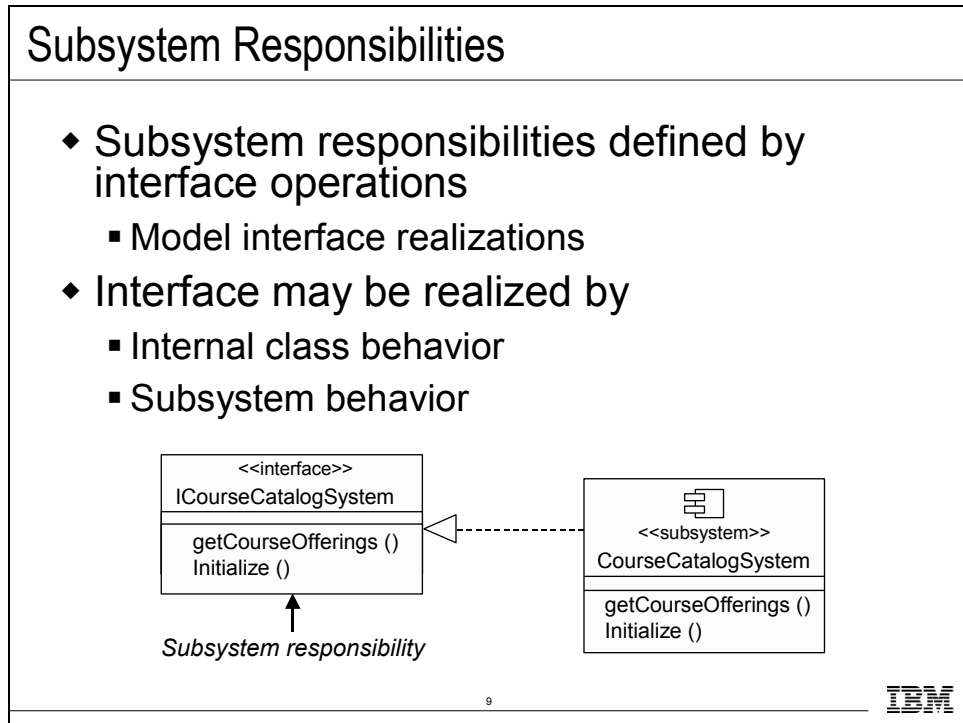 Subsystem Responsibilities
◆ Subsystem responsibilities defined by
interface operations
▪ Model interface realizations
◆ Interface may be realized by
▪ Internal class behavior
▪ Subsystem behavior
<<interface>>
ICourseCatalogSystem
getCourseOfferings ()
Initialize ()
Subsystem responsibility
<<subsystem>>
CourseCatalogSystem
getCourseOfferings ()
Initialize ()
9
IBM